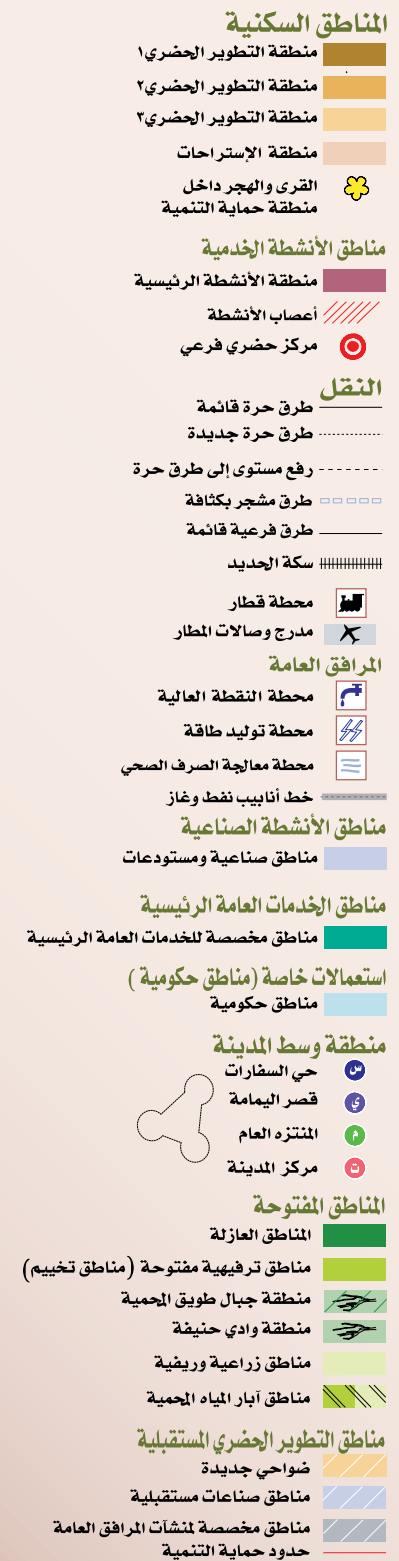 المناطق السكنية
منطقة التطوير الحضري١
منطقة التطوير الحضري٢
منطقة التطوير الحضري٣
منطقة الإستراحات
القرى والهجر داخل
منطقة حماية التنمية
مناطق الأنشطة الخدمية
منطقة الأنشطة الرئيسية
أعصاب الأنشطة
مركز حضري فرعي
النقل
طرق حرة قائمة
طرق حرة جديدة
رفع مستوى إلى طرق حرة
طرق مشجر بكثافة
طرق فرعية قائمة
سكة الحديد
محطة قطار
مدرج وصالات المطار
المرافق العامة
محطة النقطة العالية
محطة توليد طاقة
محطة معالجة الصرف الصحي
خط أنابيب نفط وغاز
مناطق الأنشطة الصناعية
مناطق صناعية ومستودعات
مناطق الخدمات العامة الرئيسية
مناطق مخصصة للخدمات العامة الرئيسية
استعمالات خاصة (مناطق حكومية )
مناطق حكومية
منطقة وسط المدينة
س حي السفارات
ي قصر اليمامة
م المنتزه العام
ت مركز المدينة
المناطق المفتوحة
المناطق العازلة
مناطق ترفيهية مفتوحة (مناطق تخييم)
منطقة جبال طويق المحمية
منطقة وادي حنيفة
مناطق زراعية وريفية
مناطق آبار المياه المحمية
مناطق التطوير الحضري المستقبلية
ضواحي جديدة
مناطق صناعات مستقبلية
مناطق مخصصة لمنشآت المرافق العامة
حدود حماية التنمية